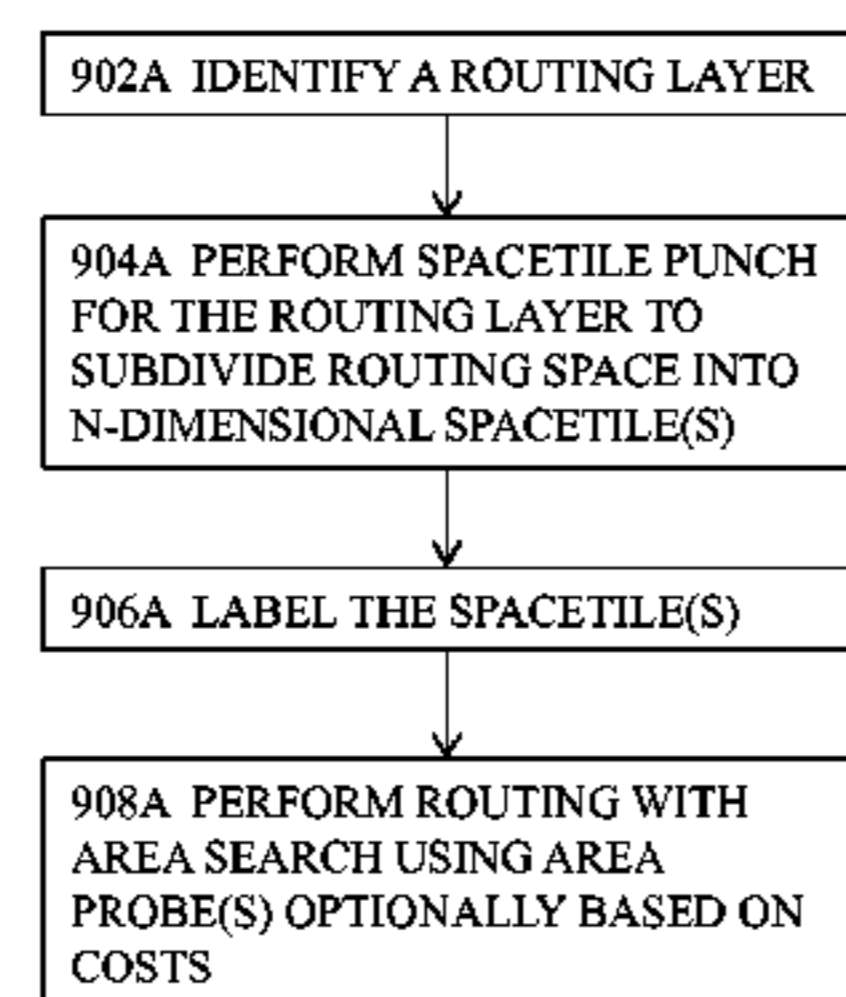 902A IDENTIFY A ROUTING LAYER
904A PERFORM SPACETILE PUNCH
FOR THE ROUTING LAYER TO
SUBDIVIDE ROUTING SPACE INTO
N-DIMENSIONAL SPACETILE(S)
906A LABEL THE SPACETILE(S)
908A PERFORM ROUTING WITH
AREA SEARCH USING AREA
PROBE(S) OPTIONALLY BASED ON
COSTS